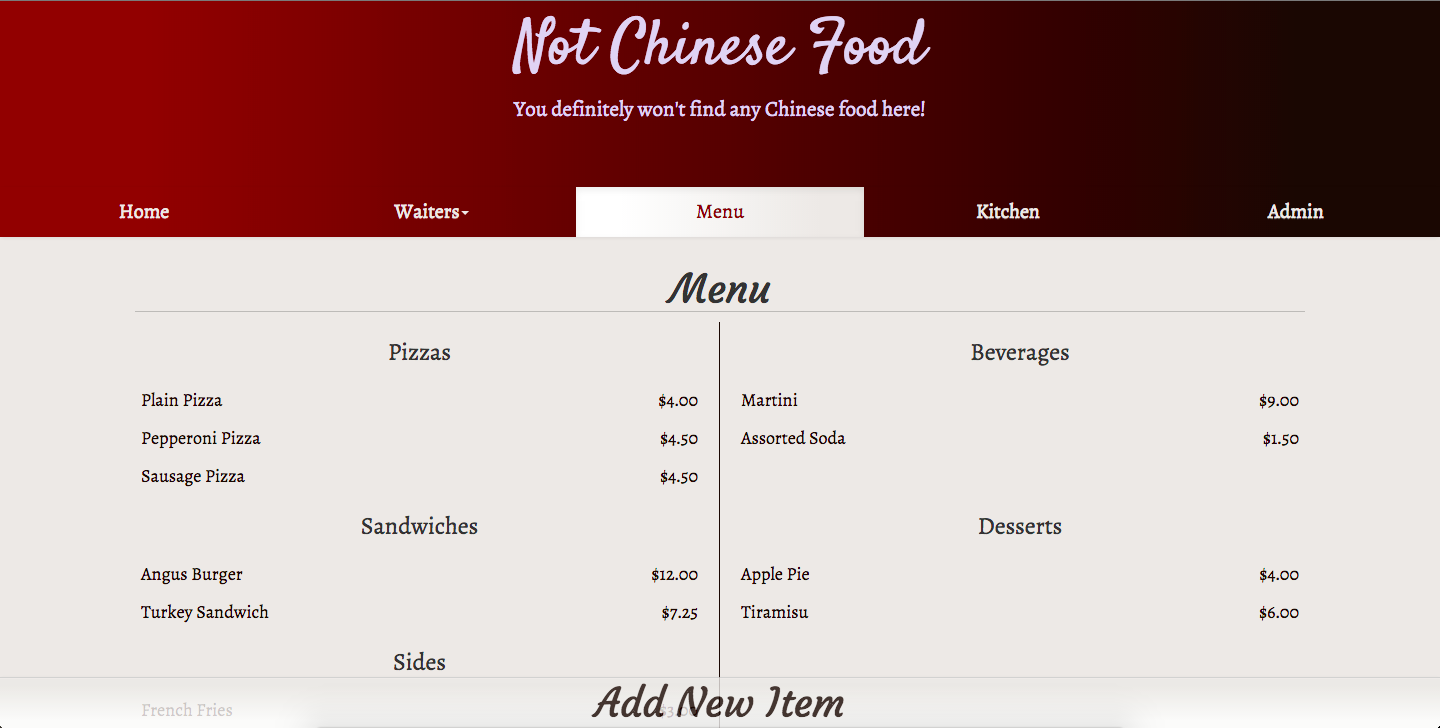 Not Chinese Food
You definitely won't find any Chinese food here!
Home Waiters Menu Kitchen Admin
Menu
Pizzas
Plain Pizza $4.00
Pepperoni Pizza $4.50
Sausage Pizza $4.50
Sandwiches
Angus Burger $12.00
Turkey Sandwich $7.25
Sides
French Fries
Beverages
Martini $9.00
Assorted Soda $1.50
Desserts
Apple Pie $4.00
Tiramisu $6.00
Add New Item